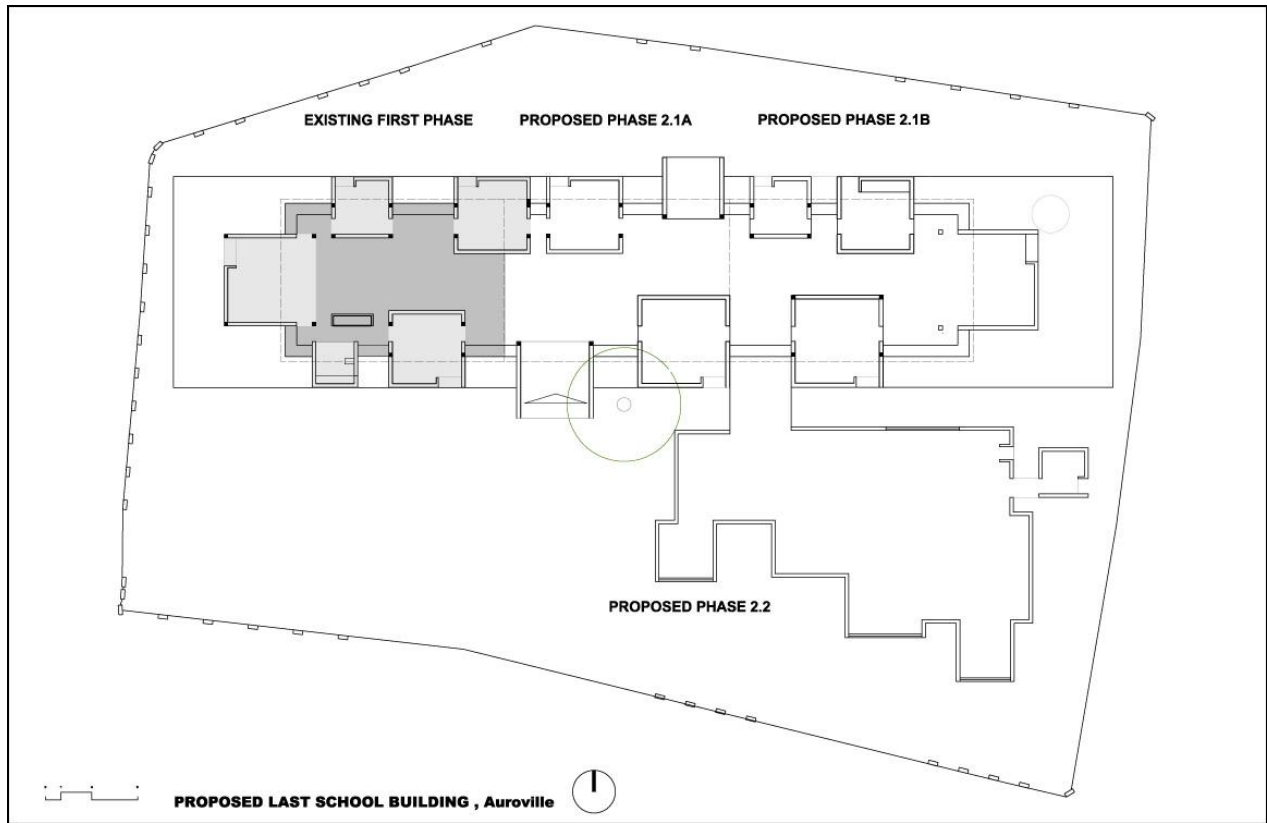 EXISTING FIRST PHASE
PROPOSED PHASE 2.1A
PROPOSED PHASE 2.1B
PROPOSED PHASE 2.2
PROPOSED LAST SCHOOL BUILDING , Auroville